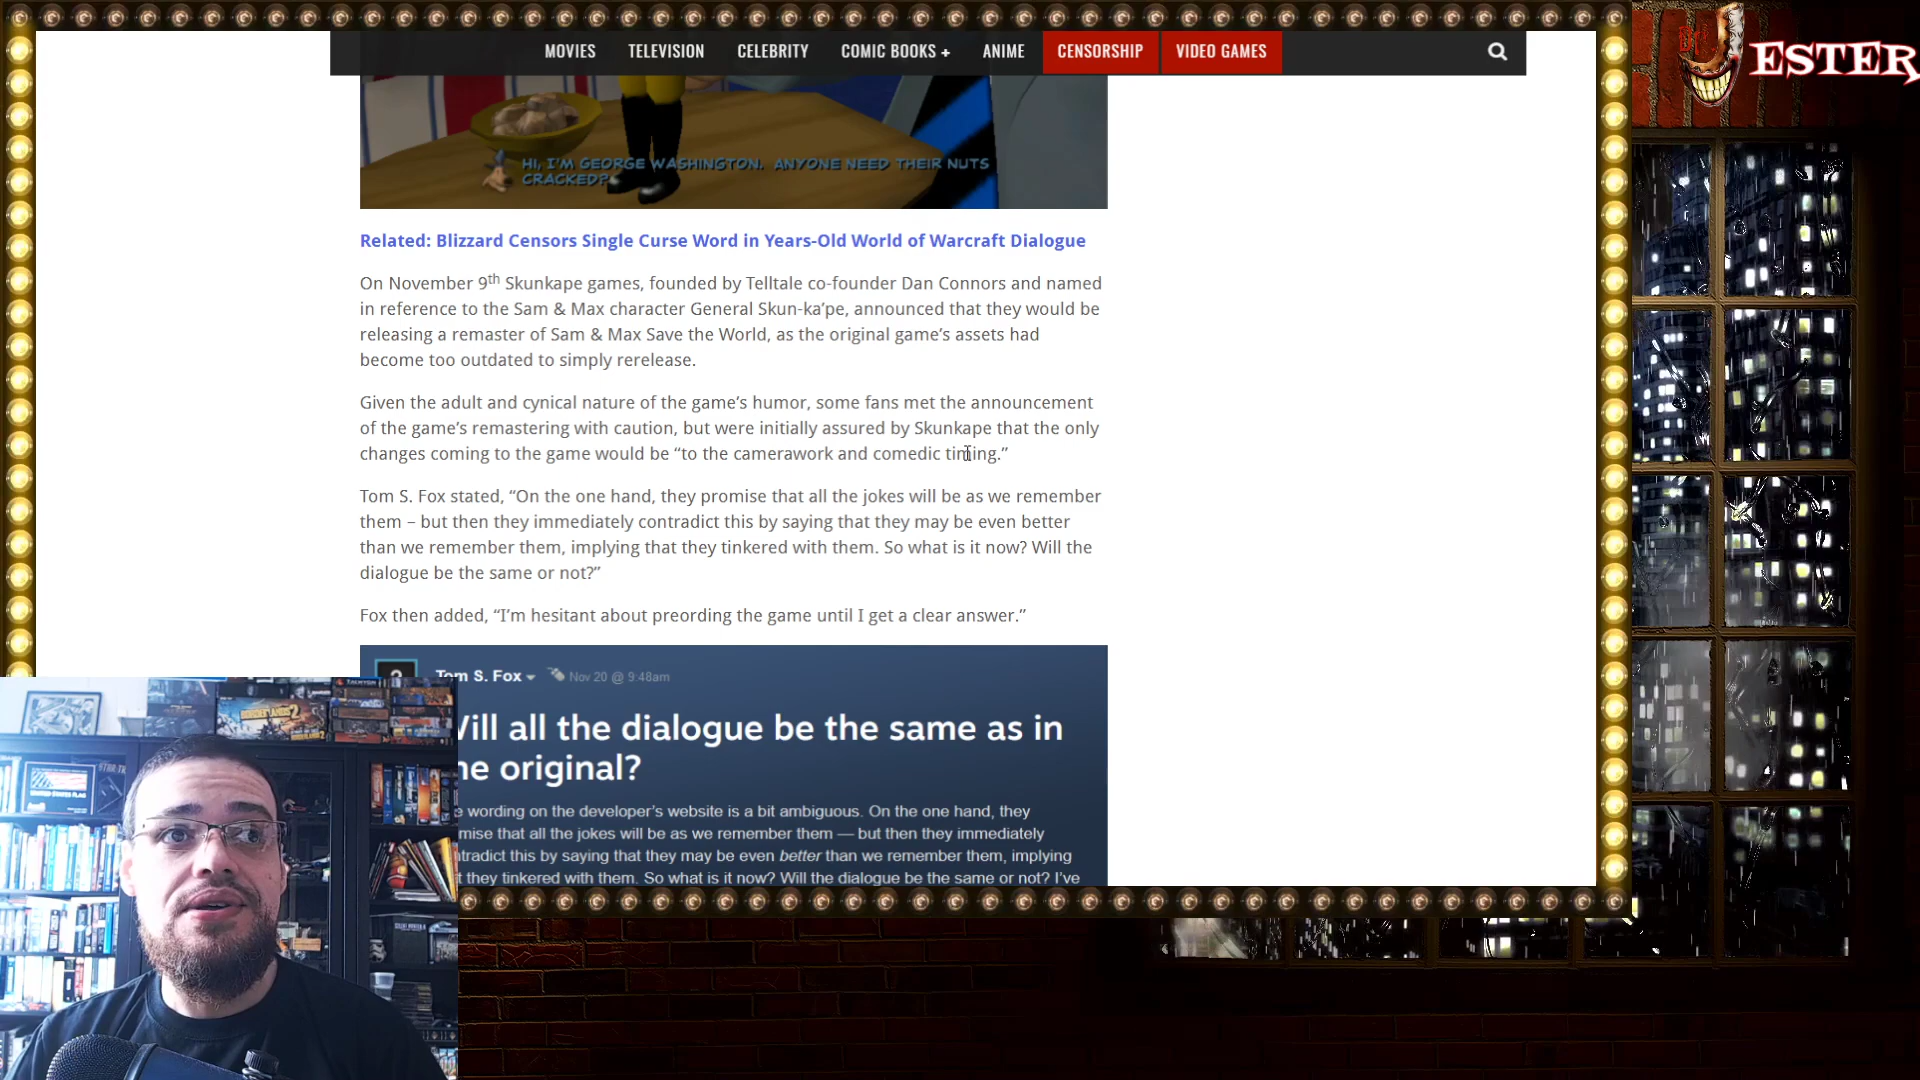 MOVIES TELEVISION CELEBRITY COMIC BOOKS + ANIME CENSORSHIP VIDEO GAMES
ESTER
HI, I'M GEORGE WASHINGTON. ANYONE NEED THEIR NUTS
CRACKED?
Related: Blizzard Censors Single Curse Word in Years-Old World of Warcraft Dialogue
On November 9th Skunkape games, founded by Telltale co-founder Dan Connors and named
in reference to the Sam & Max character General Skun-ka’pe, announced that they would be
releasing a remaster of Sam & Max Save the World, as the original game’s assets had
become too outdated to simply rerelease.
Given the adult and cynical nature of the game’s humor, some fans met the announcement
of the game’s remastering with caution, but were initially assured by Skunkape that the only
changes coming to the game would be “to the camerawork and comedic timing.”
Tom S. Fox stated, “On the one hand, they promise that all the jokes will be as we remember
them – but then they immediately contradict this by saying that they may be even better
than we remember them, implying that they tinkered with them. So what is it now? Will the
dialogue be the same or not?”
Fox then added, “I’m hesitant about preording the game until I get a clear answer.”
Tom S. Fox Nov 20 @ 9:48am
Will all the dialogue be the same as in
he original?
e wording on the developer's website is a bit ambiguous. On the one hand, they
mise that all the jokes will be as we remember them — but then they immediately
ntradict this by saying that they may be even better than we remember them, implying
t they tinkered with them. So what is it now? Will the dialogue be the same or not? I've
BORDERLANDS 2